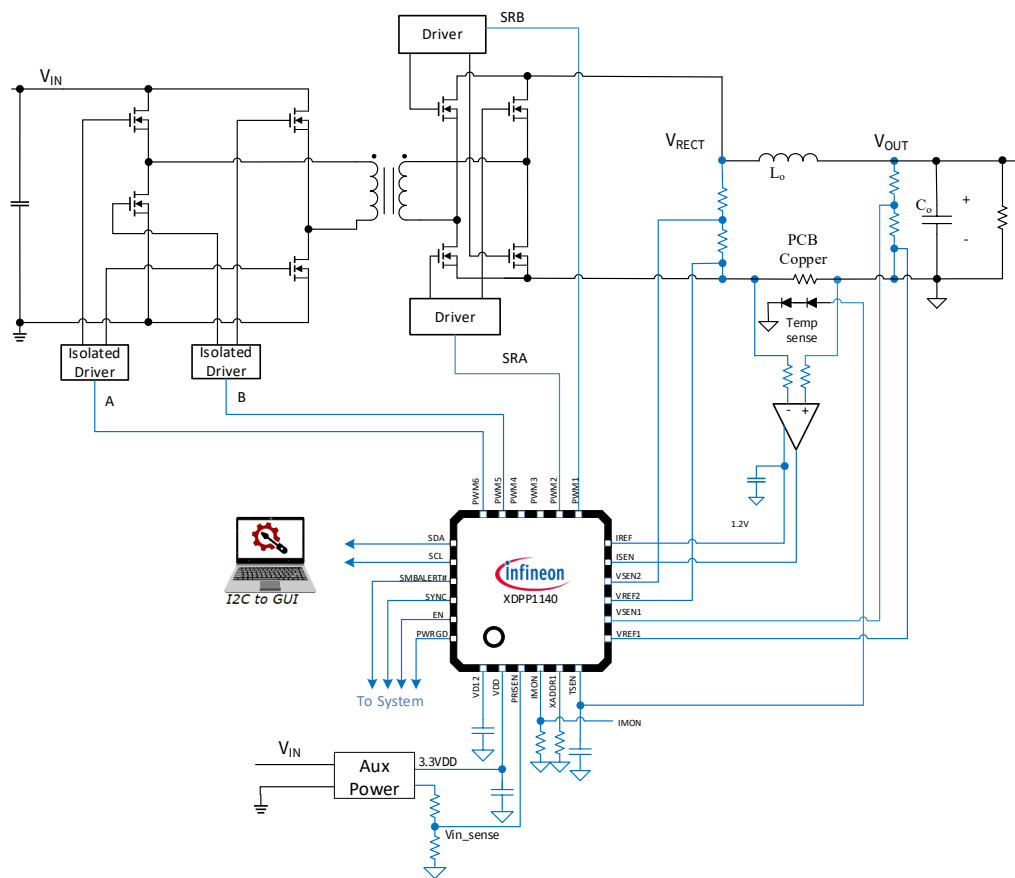 Driver
SRB
VIN
VRECT
VOUT
Lo
Co
+
-
PCB
Copper
Temp
sense
Driver
SRA
Isolated
Driver
Isolated
Driver
A
B
- +
1.2V
PWM6
PWM5
PWM4
PWM3
PWM2
PWM1
SDA
SCL
SMBALERT#
SYNC
EN
PWRGD
IREF
ISEN
VSEN2
VREF2
VSEN1
VREF1
infineon
XDPP1140
I2C to GUI
To System
VD12
VDD
PRISEN
IMON
XADDR1
TSEN
IMON
VIN
Aux
Power
3.3VDD
Vin_sense